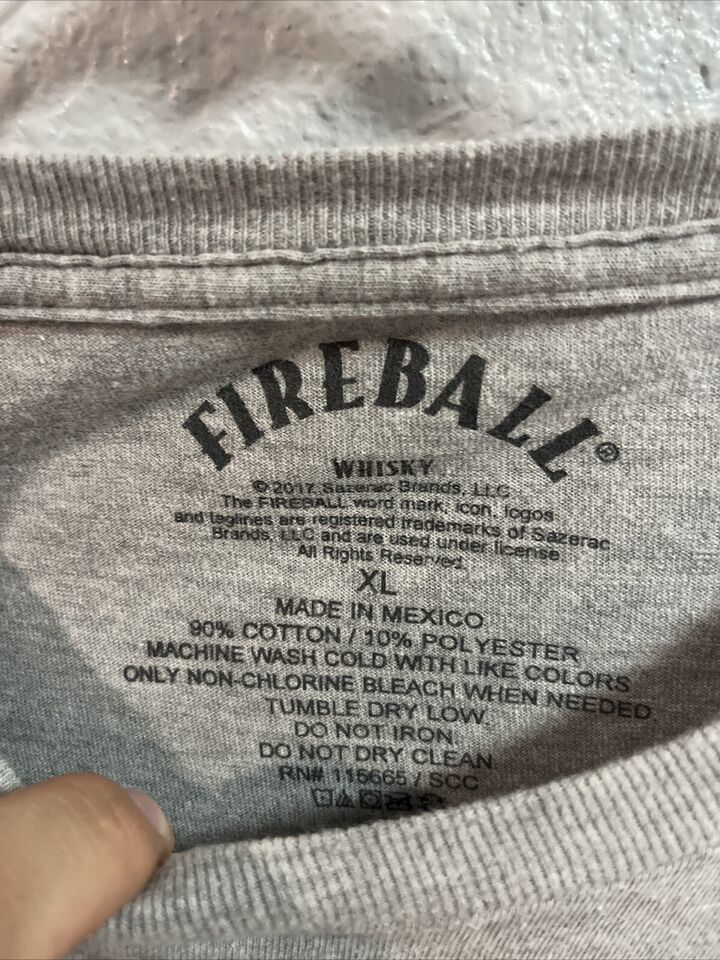 FIREBALL®
WHISKY
© 2017 Sazerac Brands, LLC
The FIREBALL word mark, icon, logos
and taglines are registered trademarks of Sazerac
Brands, LLC and are used under license.
All Rights Reserved.
XL
MADE IN MEXICO
90% COTTON / 10% POLYESTER
MACHINE WASH COLD WITH LIKE COLORS
ONLY NON-CHLORINE BLEACH WHEN NEEDED
TUMBLE DRY LOW.
DO NOT IRON
DO NOT DRY CLEAN
RN# 115665 / SCC